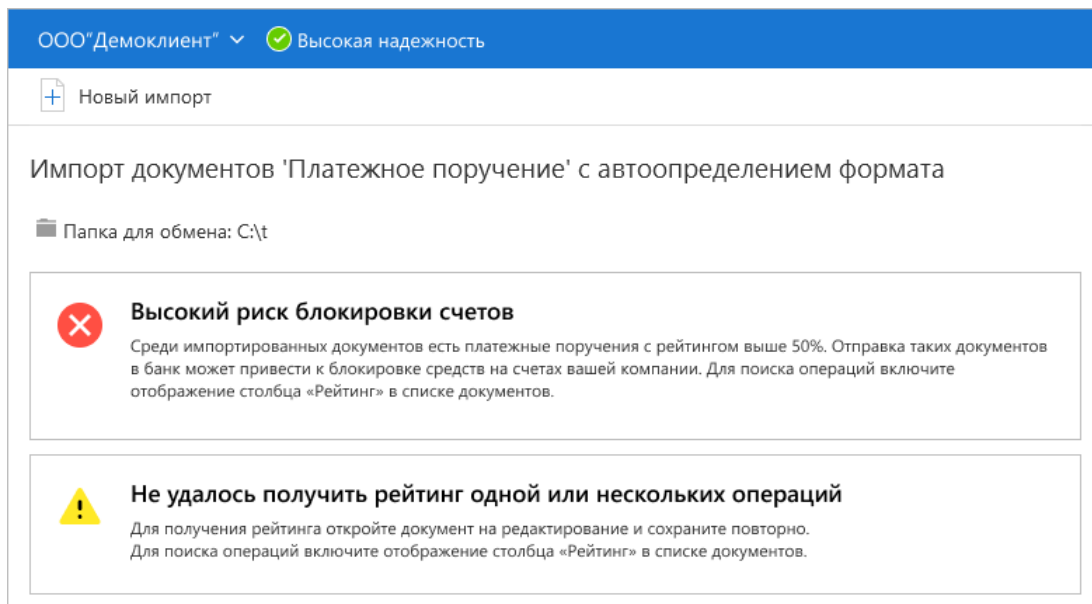 ООО"Демоклиент" Высокая надежность
Новый импорт
Импорт документов 'Платежное поручение' с автоопределением формата
Папка для обмена: C:\t
Высокий риск блокировки счетов
Среди импортированных документов есть платежные поручения с рейтингом выше 50%. Отправка таких документов
в банк может привести к блокировке средств на счетах вашей компании. Для поиска операций включите
отображение столбца «Рейтинг» в списке документов.
Не удалось получить рейтинг одной или нескольких операций
Для получения рейтинга откройте документ на редактирование и сохраните повторно.
Для поиска операций включите отображение столбца «Рейтинг» в списке документов.